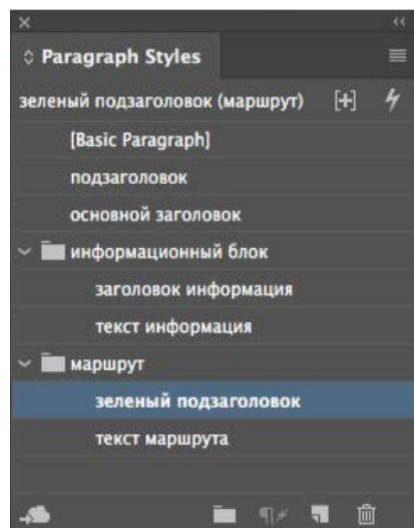 Paragraph Styles
зеленый подзаголовок (маршрут) [+]
[Basic Paragraph]
подзаголовок
основной заголовок
информационный блок
заголовок информация
текст информация
маршрут
зеленый подзаголовок
текст маршрута